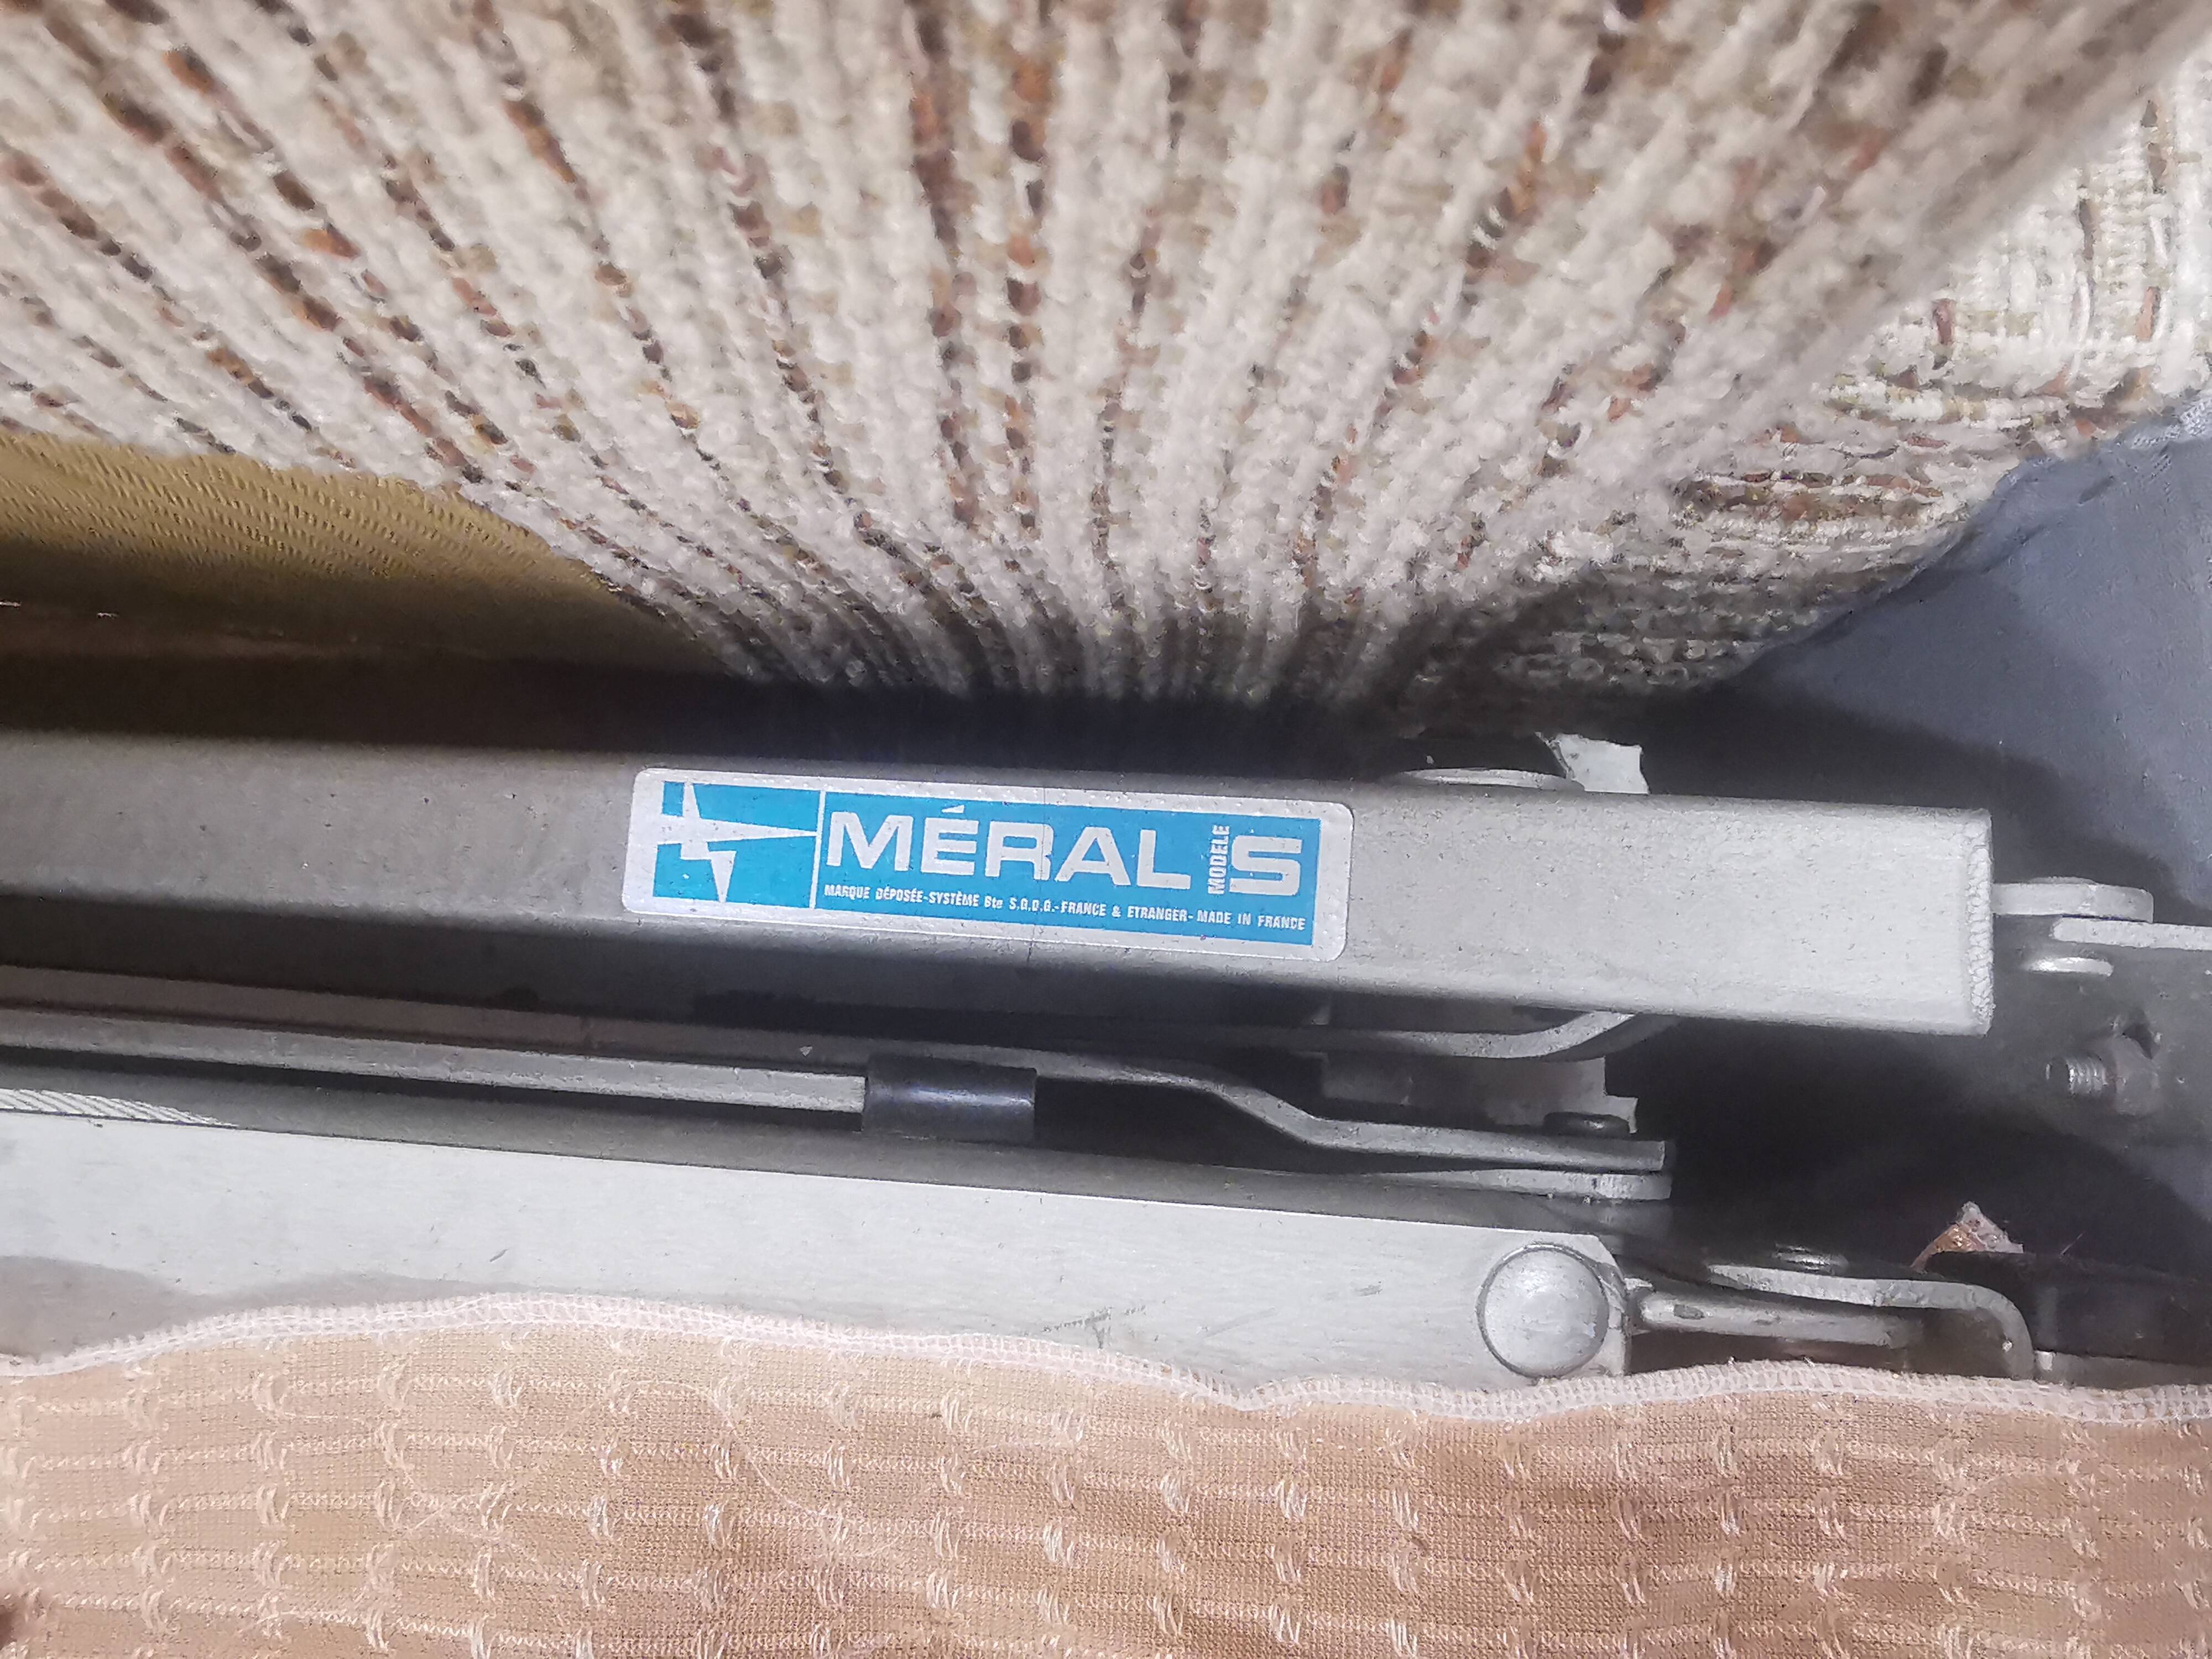 MÉRAL MODELE S
MARQUE DÉPOSÉE-SYSTÈME Bte S.G.D.G.-FRANCE & ETRANGER-MADE IN FRANCE